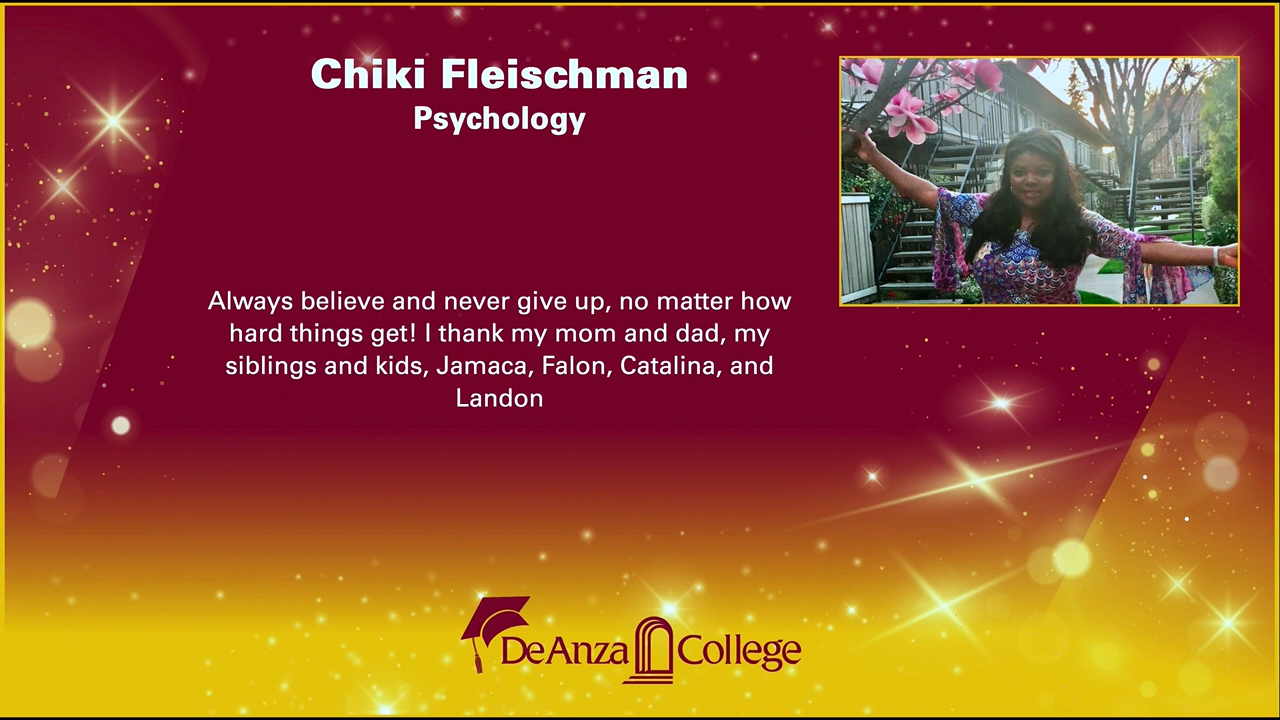 Chiki Fleischman
Psychology
Always believe and never give up, no matter how
hard things get! I thank my mom and dad, my
siblings and kids, Jamaca, Falon, Catalina, and
Landon
DeAnza College